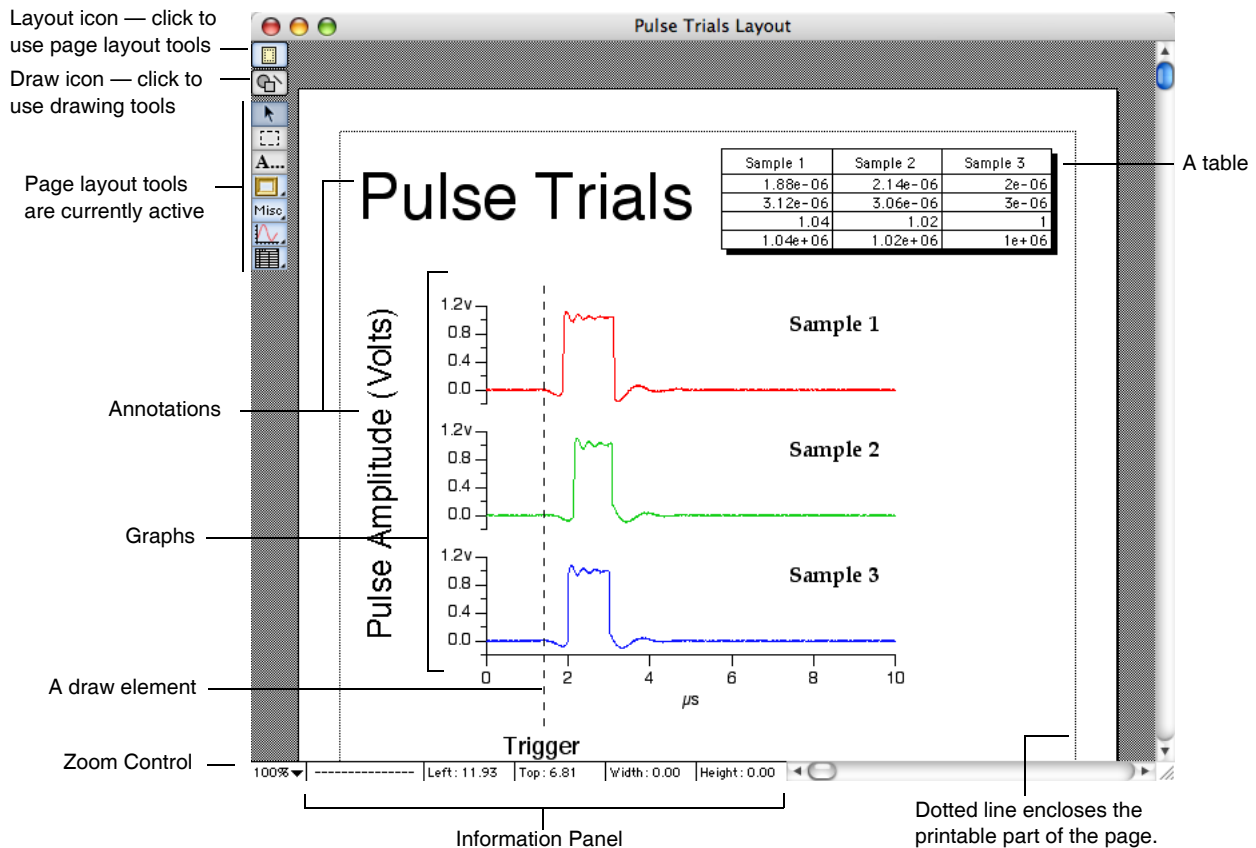 Layout icon — click to
use page layout tools
Draw icon — click to
use drawing tools
Page layout tools
are currently active
Annotations
Graphs
A draw element
Zoom Control
Pulse Trials Layout
A...
Misc
Pulse Trials
Sample 1 Sample 2 Sample 3
1.88e-06 2.14e-06 2e-06
3.12e-06 3.06e-06 3e-06
1.04 1.02 1
1.04e+06 1.02e+06 1e+06
A table
Pulse Amplitude (Volts)
1.2v
0.8
0.4
0.0
Sample 1
1.2v
0.8
0.4
0.0
Sample 2
1.2v
0.8
0.4
0.0
Sample 3
0 2 4 6 8 10
µs
Trigger
100% Left: 11.93 Top: 6.81 Width: 0.00 Height: 0.00
Information Panel
Dotted line encloses the
printable part of the page.